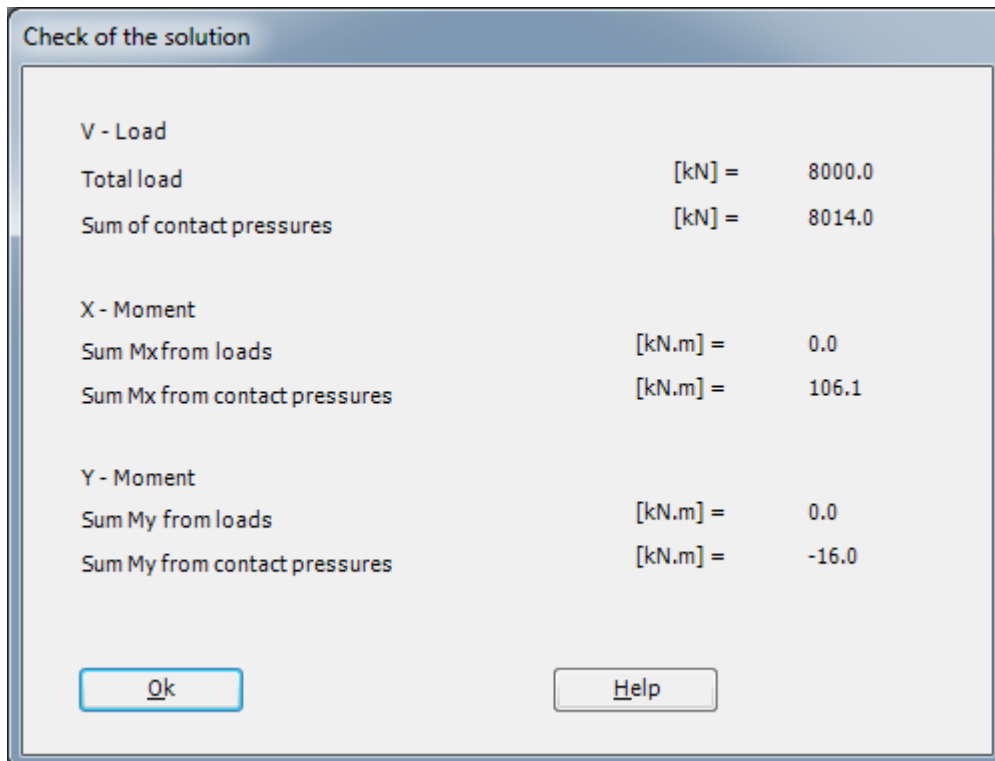 Check of the solution
V - Load
Total load [kN] = 8000.0
Sum of contact pressures [kN] = 8014.0
X - Moment
Sum Mx from loads [kN.m] = 0.0
Sum Mx from contact pressures [kN.m] = 106.1
Y - Moment
Sum My from loads [kN.m] = 0.0
Sum My from contact pressures [kN.m] = -16.0
Ok Help